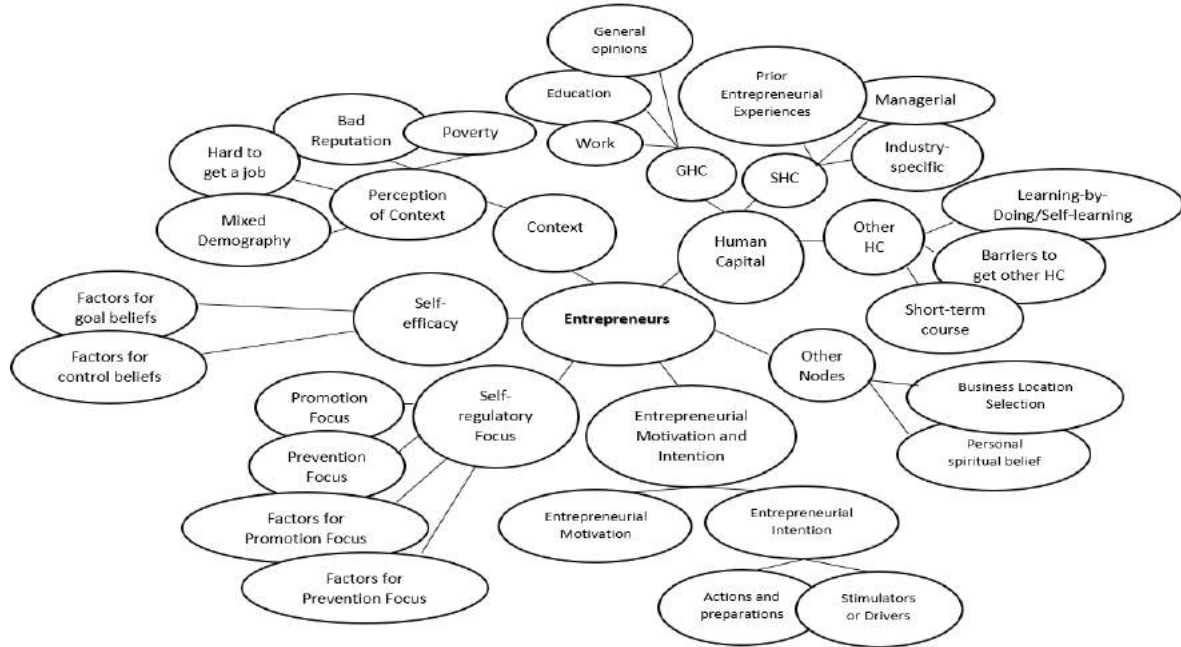 General
opinions
Education
Work
Prior
Entrepreneurial
Experiences
Managerial
Industry-
specific
GHC
SHC
Bad
Reputation
Poverty
Hard to
get a job
Mixed
Demography
Perception
of Context
Context
Human
Capital
Other
HC
Learning-by-
Doing/Self-learning
Barriers to
get other HC
Short-term
course
Factors for
goal beliefs
Factors for
control beliefs
Self-
efficacy
Entrepreneurs
Other
Nodes
Business Location
Selection
Personal
spiritual belief
Promotion
Focus
Prevention
Focus
Factors for
Promotion Focus
Factors for
Prevention Focus
Self-
regulatory
Focus
Entrepreneurial
Motivation and
Intention
Entrepreneurial
Motivation
Entrepreneurial
Intention
Actions and
preparations
Stimulators
or Drivers